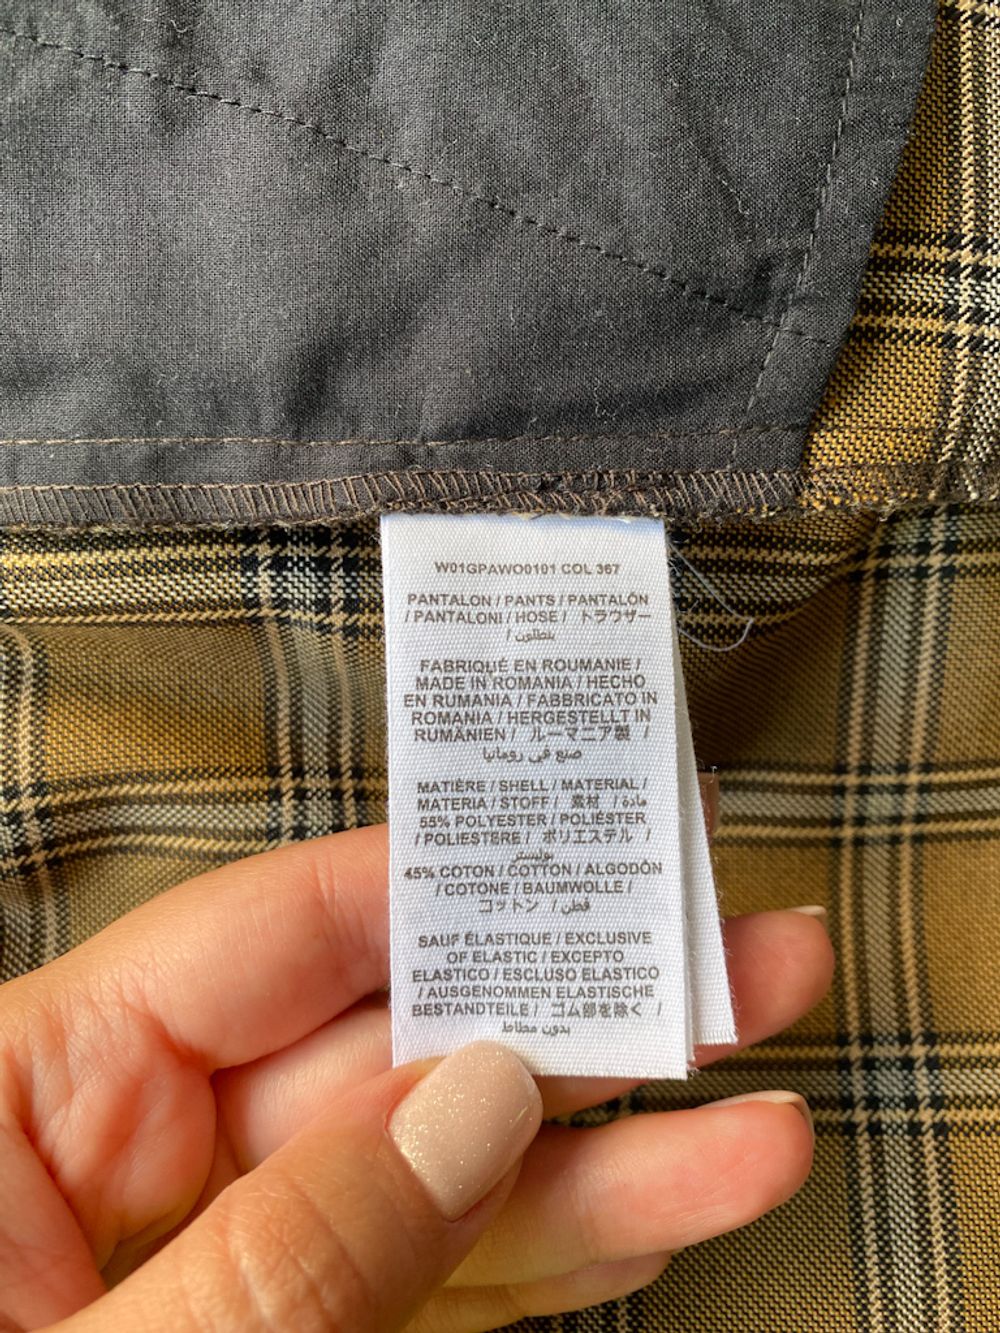 W01GPAWO0101 COL 367
PANTALON / PANTS / PANTALÓN
/ PANTALONI / HOSE / トラウザー
/ بنطلون
FABRIQUÉ EN ROUMANIE /
MADE IN ROMANIA / HECHO
EN RUMANIA / FABBRICATO IN
ROMANIA / HERGESTELLT IN
RUMÄNIEN / ルーマニア製 /
صنع في رومانيا
MATIÈRE / SHELL / MATERIAL /
MATERIA / STOFF / 素材 / مادة /
55% POLYESTER / POLIÉSTER
/ POLIESTERE / ポリエステル /
بوليستر
45% COTON / COTTON / ALGODÓN
/ COTONE / BAUMWOLLE /
コットン / قطن /
SAUF ÉLASTIQUE / EXCLUSIVE
OF ELASTIC / EXCEPTO
ELASTICO / ESCLUSO ELASTICO
/ AUSGENOMMEN ELASTISCHE
BESTANDTEILE / ゴム部を除く /
بدون مطاط